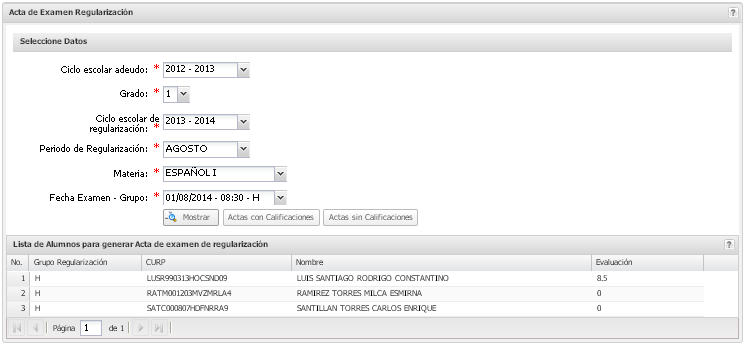 Acta de Examen Regularización
Seleccione Datos
Ciclo escolar adeudo: * 2012 - 2013
Grado: * 1
Ciclo escolar de
regularización: * 2013 - 2014
Periodo de Regularización: * AGOSTO
Materia: * ESPAÑOL I
Fecha Examen - Grupo: * 01/08/2014 - 08:30 - H
Mostrar Actas con Calificaciones Actas sin Calificaciones
Lista de Alumnos para generar Acta de examen de regularización
No. Grupo Regularización CURP Nombre Evaluación
1 H LUSR990313HOCSND09 LUIS SANTIAGO RODRIGO CONSTANTINO 8.5
2 H RATM001203MVZMRLA4 RAMIREZ TORRES MILCA ESMIRNA 0
3 H SATC000807HDFNRRA9 SANTILLAN TORRES CARLOS ENRIQUE 0
Página 1 de 1